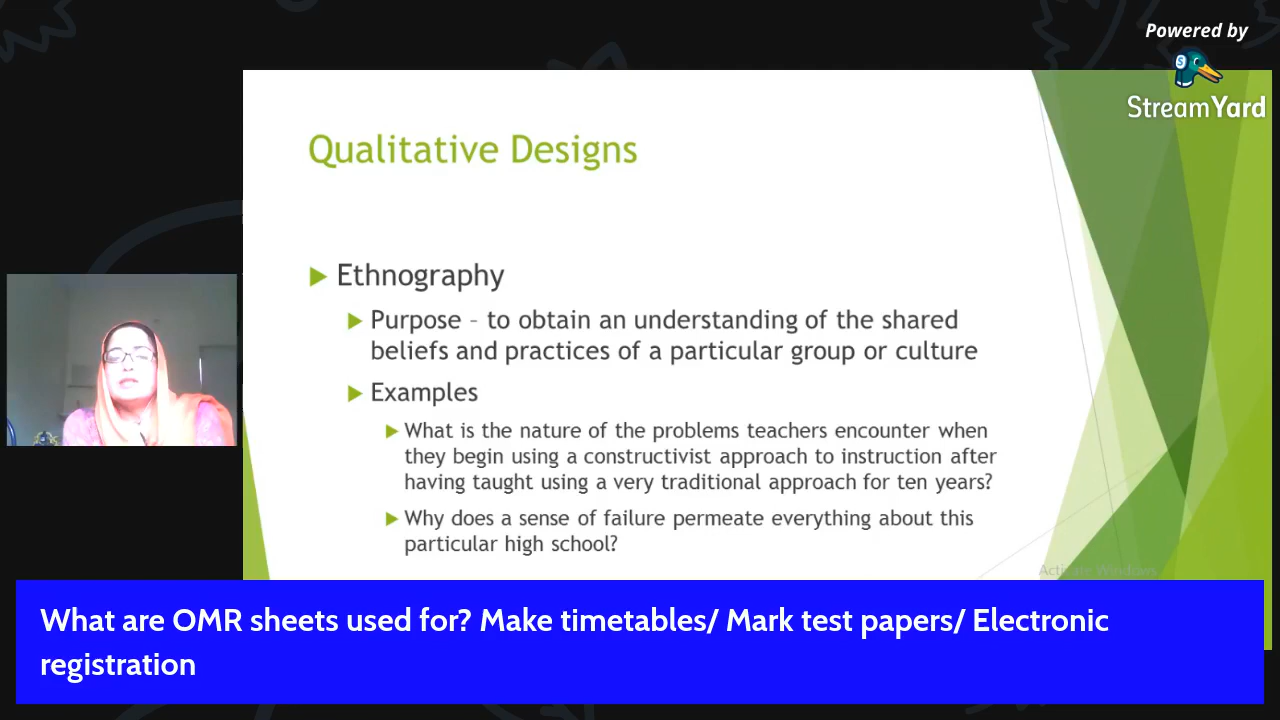 Powered by
StreamYard
Qualitative Designs
Ethnography
Purpose – to obtain an understanding of the shared
beliefs and practices of a particular group or culture
Examples
What is the nature of the problems teachers encounter when
they begin using a constructivist approach to instruction after
having taught using a very traditional approach for ten years?
Why does a sense of failure permeate everything about this
particular high school?
Activate Windows
What are OMR sheets used for? Make timetables/ Mark test papers/ Electronic
registration